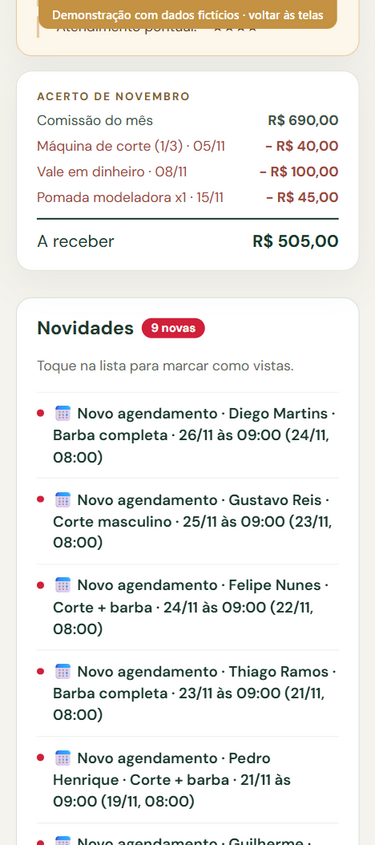 Demonstração com dados fictícios · voltar às telas
Atendimento pontual.
ACERTO DE NOVEMBRO
Comissão do mês R$ 690,00
Máquina de corte (1/3) · 05/11 − R$ 40,00
Vale em dinheiro · 08/11 − R$ 100,00
Pomada modeladora x1 · 15/11 − R$ 45,00
A receber R$ 505,00
Novidades 9 novas
Toque na lista para marcar como vistas.
Novo agendamento · Diego Martins ·
Barba completa · 26/11 às 09:00 (24/11,
08:00)
Novo agendamento · Gustavo Reis ·
Corte masculino · 25/11 às 09:00 (23/11,
08:00)
Novo agendamento · Felipe Nunes ·
Corte + barba · 24/11 às 09:00 (22/11,
08:00)
Novo agendamento · Thiago Ramos ·
Barba completa · 23/11 às 09:00 (21/11,
08:00)
Novo agendamento · Pedro
Henrique · Corte + barba · 21/11 às
09:00 (19/11, 08:00)
Novo agendamento · Guilherme ·